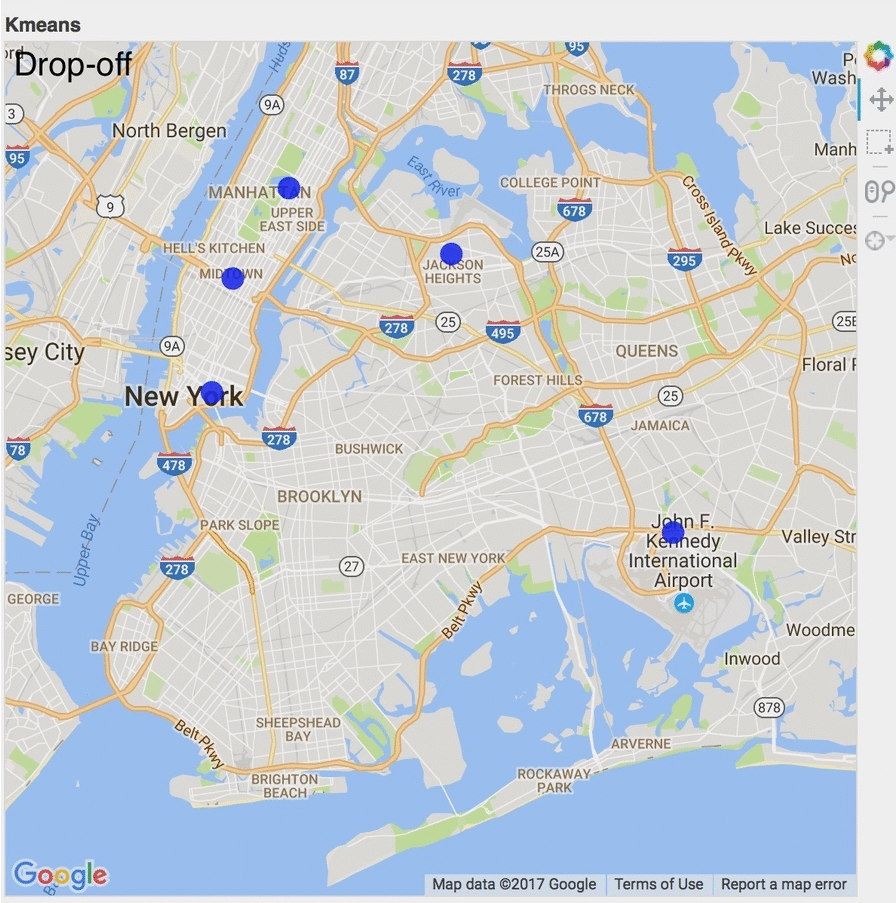 Kmeans
Drop-off
Huds
87
278
95
Wash
THROGS NECK
9A
3
North Bergen
95
Manh
East River
COLLEGE POINT
MANHATTAN
UPPER
EAST SIDE
9
678
Cross Island Pkwy
Lake Succes
HELL'S KITCHEN
25A
295
No
MIDTOWN
JACKSON
HEIGHTS
278
25
495
25B
9A
sey City
QUEENS
Floral F
FOREST HILLS
New York
25
678
JAMAICA
278
78
BUSHWICK
478
BROOKLYN
Upper Bay
PARK SLOPE
John F.
Kennedy
International
Airport
Valley Str
278
27
EAST NEW YORK
GEORGE
Belt Pkwy
Woodme
BAY RIDGE
Inwood
878
Belt Pkwy
SHEEPSHEAD
BAY
ARVERNE
BRIGHTON
BEACH
ROCKAWAY
PARK
Google
Map data ©2017 Google
Terms of Use
Report a map error